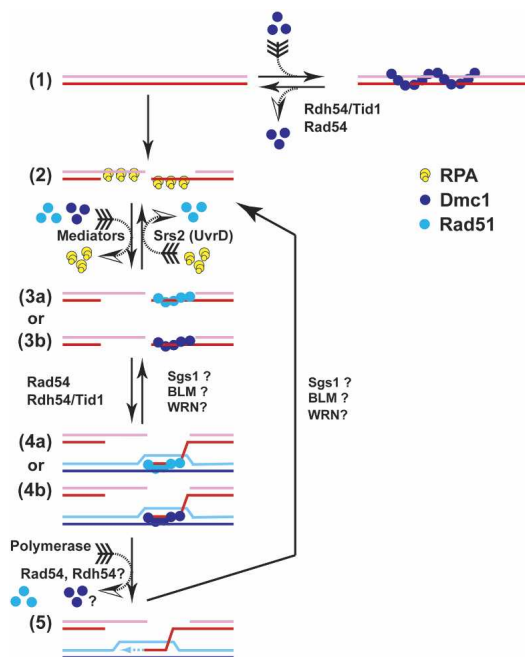 (1)
Rdh54/Tid1
Rad54
(2)
RPA
Dmc1
Rad51
Mediators
Srs2 (UvrD)
(3a)
or
(3b)
Rad54
Rdh54/Tid1
Sgs1 ?
BLM ?
WRN?
Sgs1 ?
BLM ?
WRN?
(4a)
or
(4b)
Polymerase
Rad54, Rdh54?
?
(5)